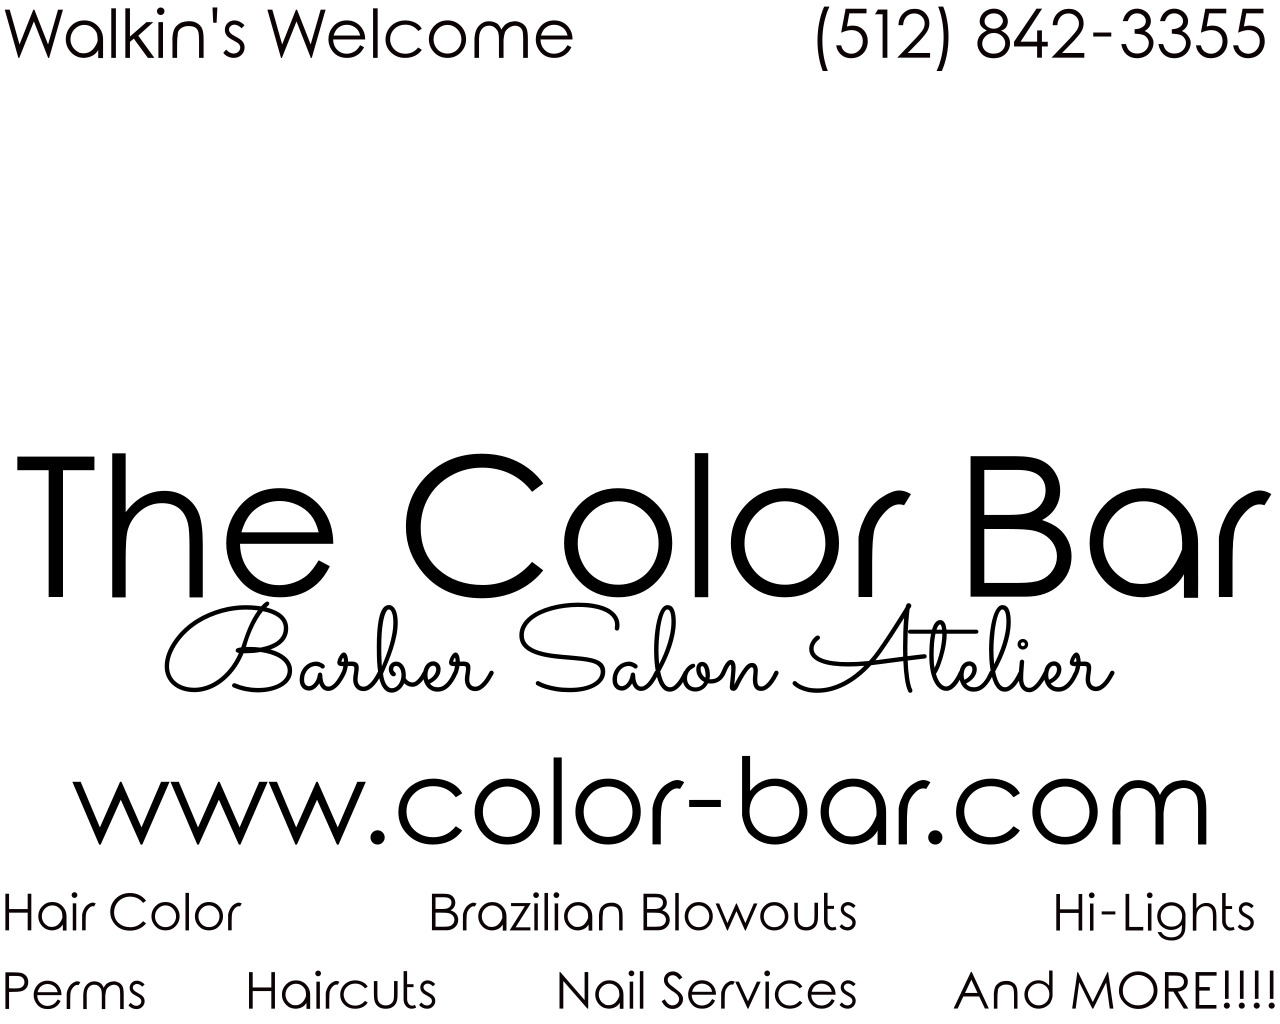 Walkin's Welcome (512) 842-3355
The Color Bar
Barber Salon Atelier
www.color-bar.com
Hair Color Brazilian Blowouts Hi-Lights
Perms Haircuts Nail Services And MORE!!!!